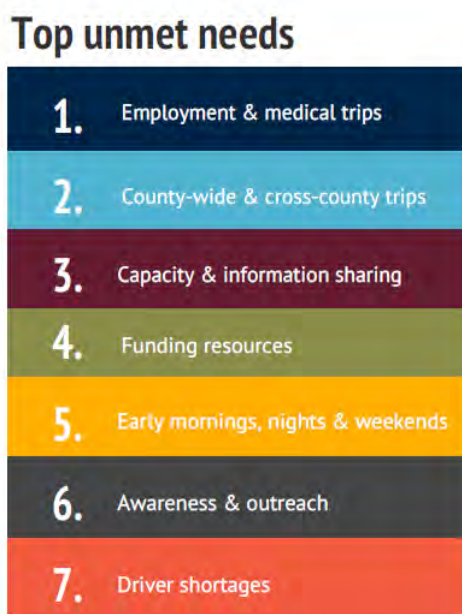 Top unmet needs
1. Employment & medical trips
2. County-wide & cross-county trips
3. Capacity & information sharing
4. Funding resources
5. Early mornings, nights & weekends
6. Awareness & outreach
7. Driver shortages